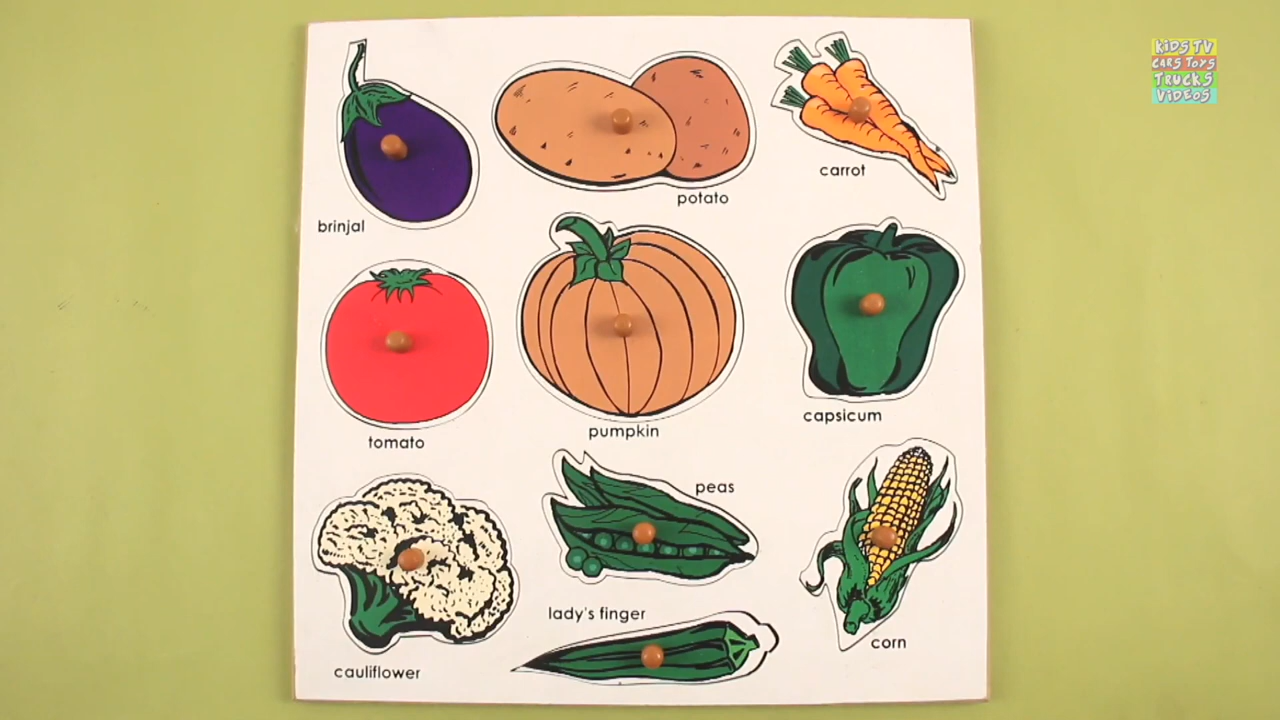 KiDS TV
CARS TOYS
TRUCKS
ViDEOS
brinjal
potato
carrot
tomato
pumpkin
capsicum
cauliflower
peas
lady's finger
corn